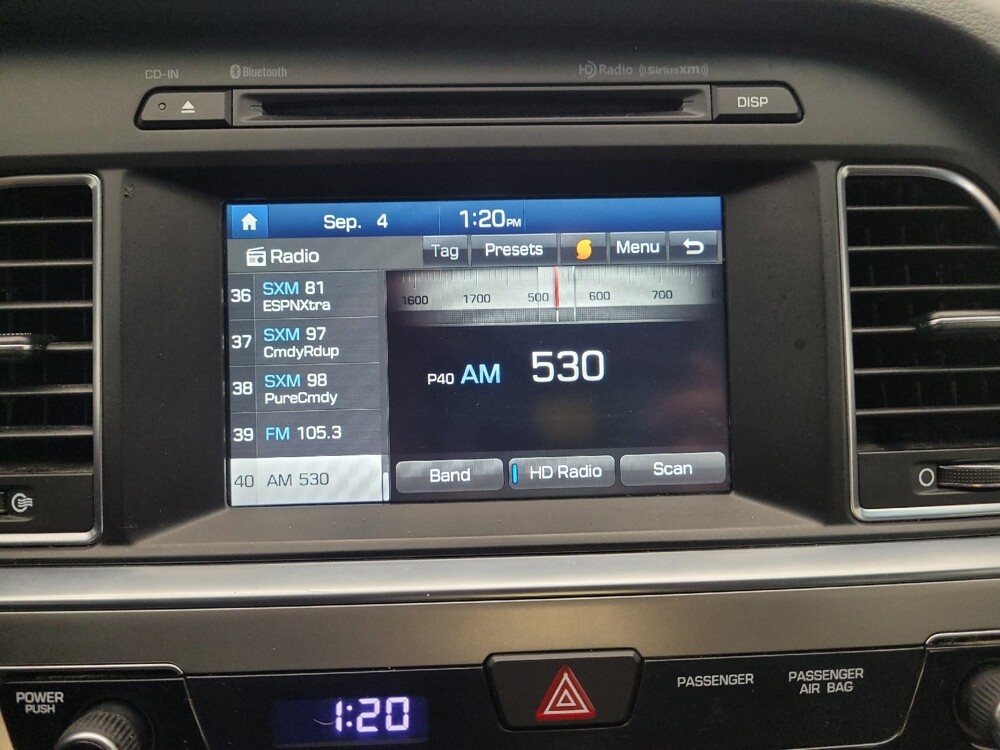 CD-IN
Bluetooth
HD Radio ((SiriusXM))
DISP
Sep. 4 1:20 PM
Radio Tag Presets Menu
36 SXM 81
ESPNXtra
37 SXM 97
CmdyRdup
38 SXM 98
PureCmdy
39 FM 105.3
40 AM 530
1600 1700 500 600 700
P40 AM 530
Band HD Radio Scan
POWER
PUSH
1:20
PASSENGER
PASSENGER
AIR BAG